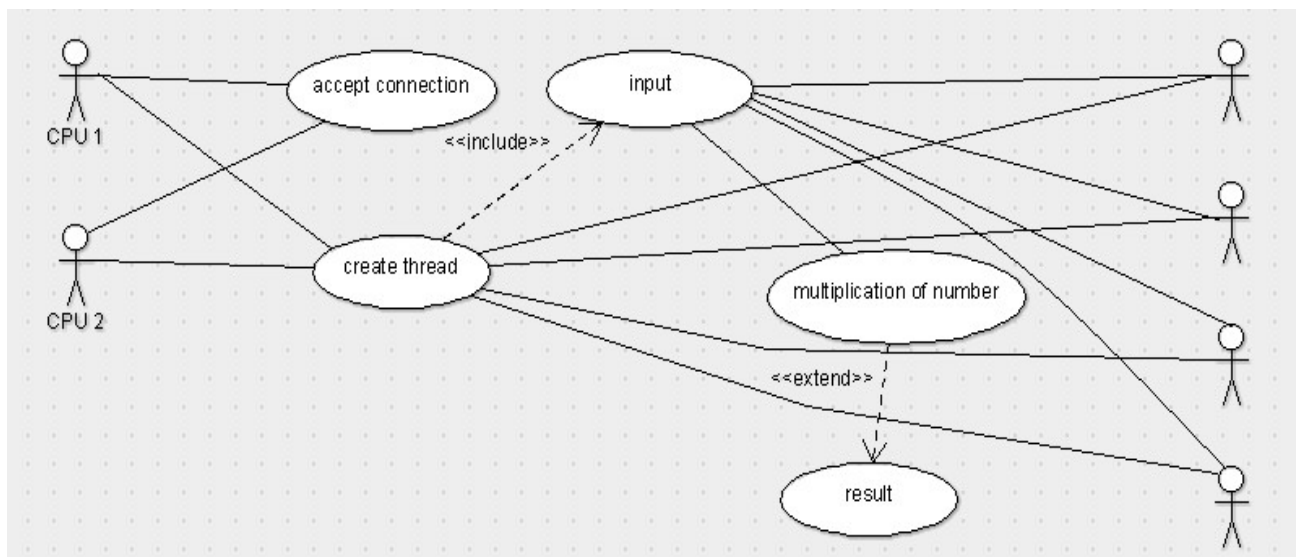 accept connection
input
CPU 1
<<include>>
create thread
multiplication of number
CPU 2
<<extend>>
result